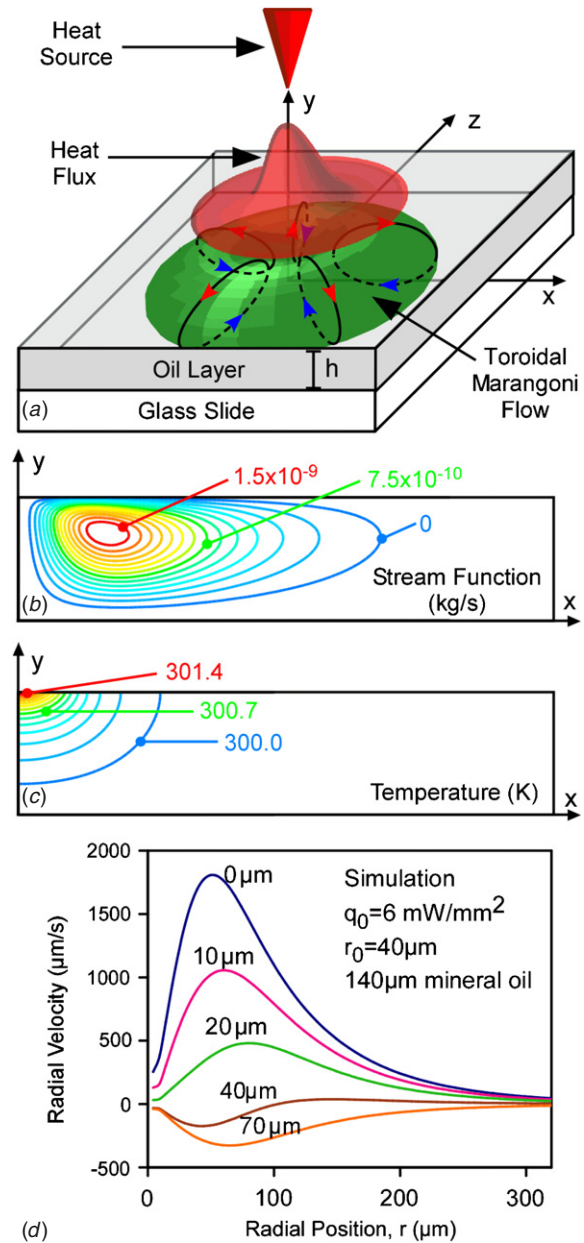 Heat
Source
y
z
Heat
Flux
x
Oil Layer
h
Toroidal
Marangoni
Flow
Glass Slide
(a)
y
1.5x10⁻⁹
7.5x10⁻¹⁰
0
Stream Function
(kg/s)
(b)
x
y
301.4
300.7
300.0
Temperature (K)
(c)
x
2000
1500
1000
500
0
-500
Radial Velocity (µm/s)
0µm
10µm
20µm
40µm
70µm
Simulation
q₀=6 mW/mm²
r₀=40µm
140µm mineral oil
0 100 200 300
Radial Position, r (µm)
(d)